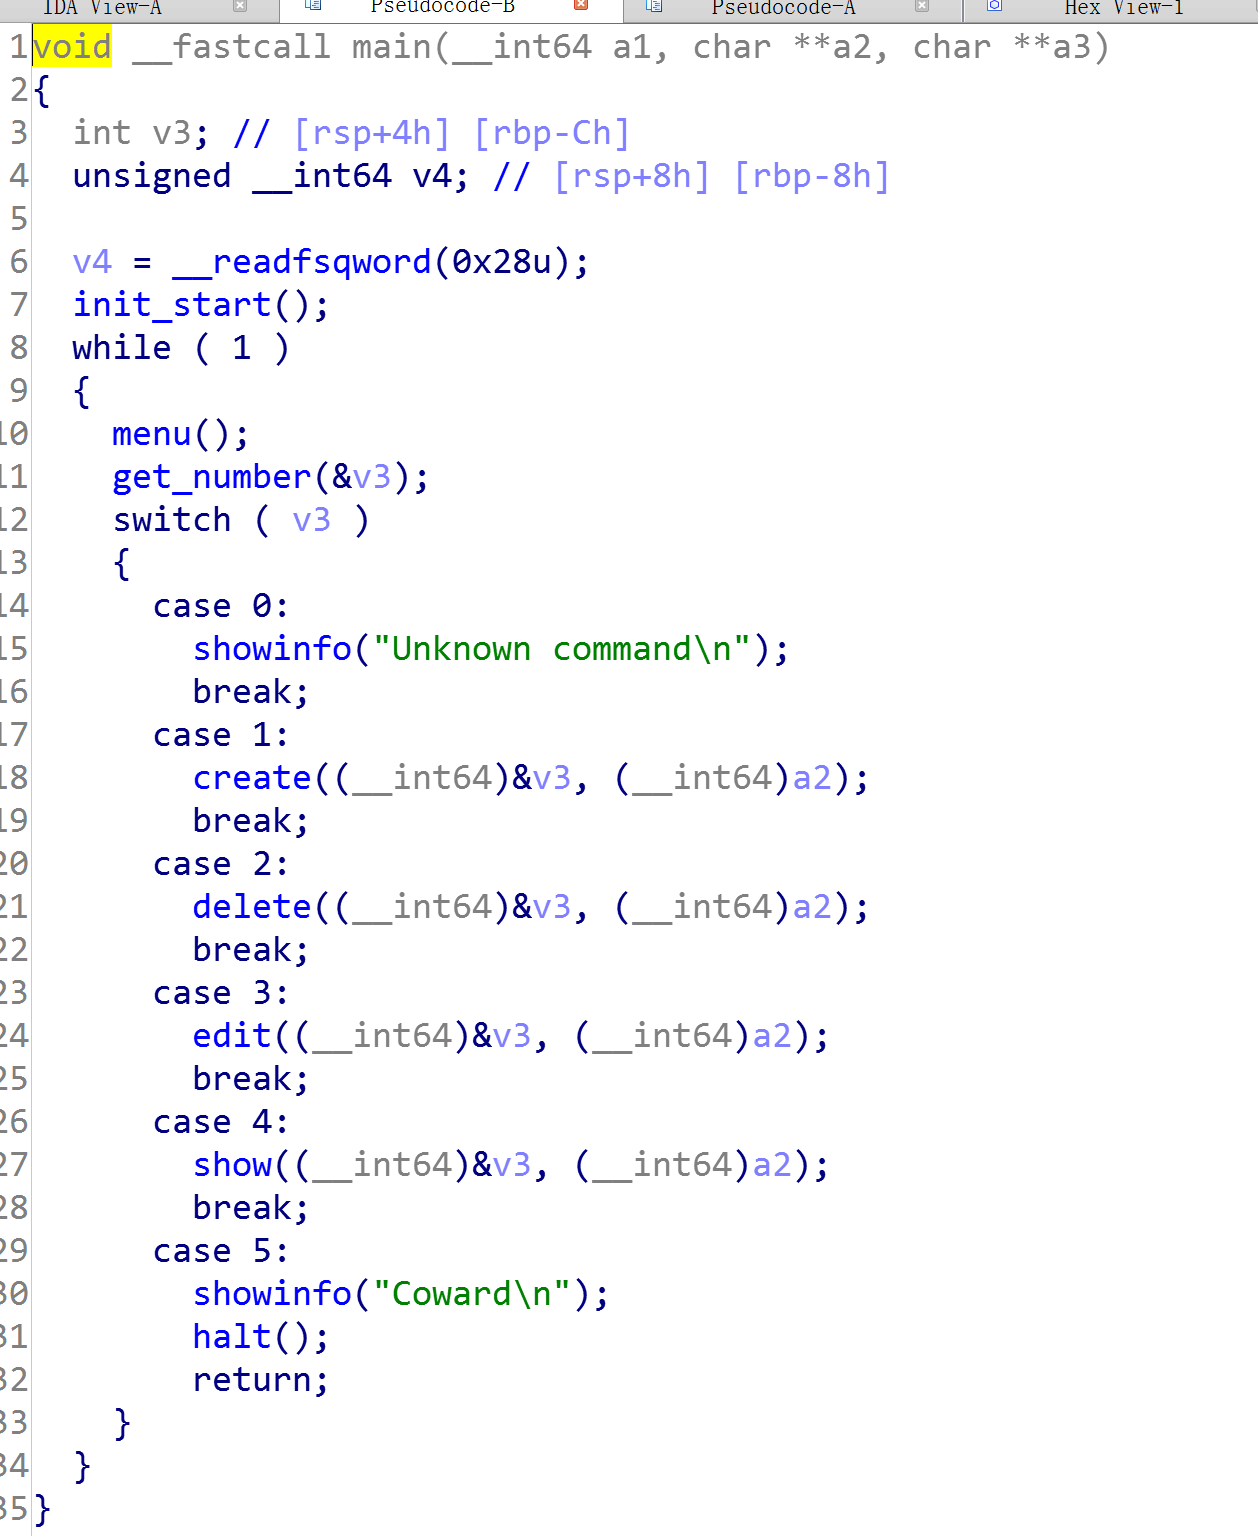 IDA View-A Pseudocode-B Pseudocode-A Hex View-1
1 void __fastcall main(__int64 a1, char **a2, char **a3)
2 {
3 int v3; // [rsp+4h] [rbp-Ch]
4 unsigned __int64 v4; // [rsp+8h] [rbp-8h]
5
6 v4 = __readfsqword(0x28u);
7 init_start();
8 while ( 1 )
9 {
10 menu();
11 get_number(&v3);
12 switch ( v3 )
13 {
14 case 0:
15 showinfo("Unknown command\n");
16 break;
17 case 1:
18 create((__int64)&v3, (__int64)a2);
19 break;
20 case 2:
21 delete((__int64)&v3, (__int64)a2);
22 break;
23 case 3:
24 edit((__int64)&v3, (__int64)a2);
25 break;
26 case 4:
27 show((__int64)&v3, (__int64)a2);
28 break;
29 case 5:
30 showinfo("Coward\n");
31 halt();
32 return;
33 }
34 }
35 }